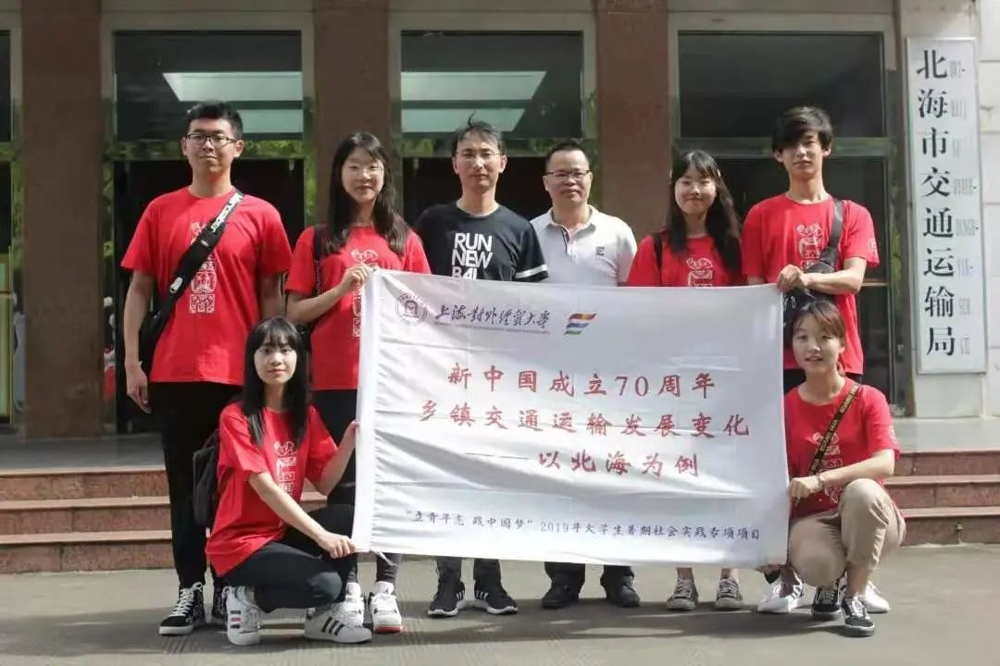 上海对外经贸大学
新中国成立70周年
乡镇交通运输发展变化
——以北海为例
“立青年志 践中国梦”2019年大学生暑期社会实践专项项目
RUN
NEW
BAL
北海市交通运输局